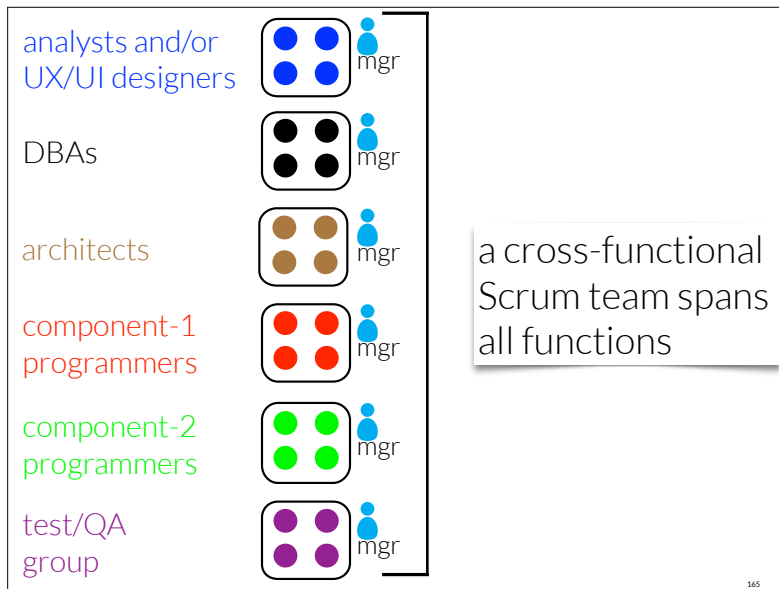 analysts and/or
UX/UI designers
mgr
DBAs
mgr
architects
mgr
component-1
programmers
mgr
component-2
programmers
mgr
test/QA
group
mgr
a cross-functional
Scrum team spans
all functions
165